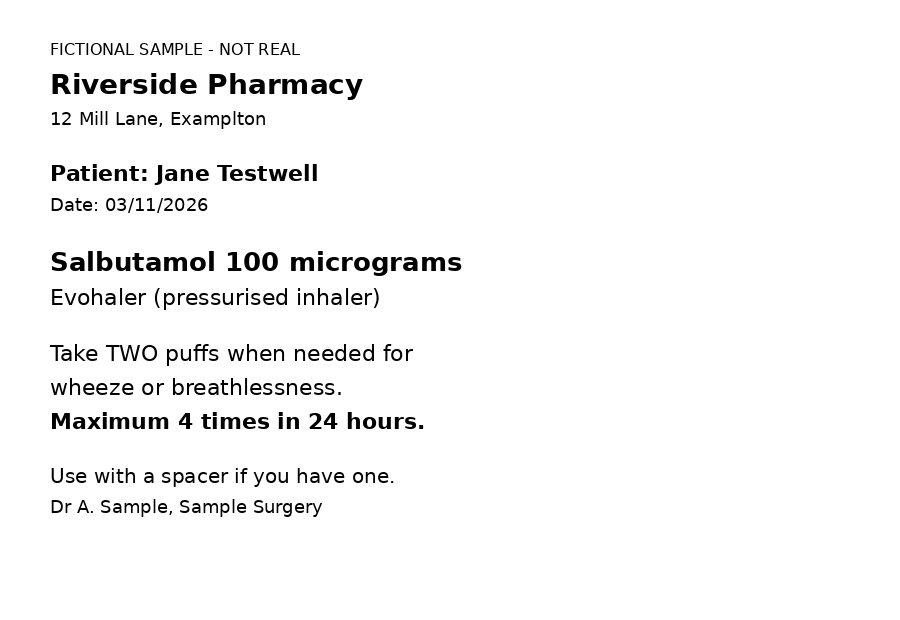 FICTIONAL SAMPLE - NOT REAL
Riverside Pharmacy
12 Mill Lane, Examplton
Patient: Jane Testwell
Date: 03/11/2026
Salbutamol 100 micrograms
Evohaler (pressurised inhaler)
Take TWO puffs when needed for
wheeze or breathlessness.
Maximum 4 times in 24 hours.
Use with a spacer if you have one.
Dr A. Sample, Sample Surgery